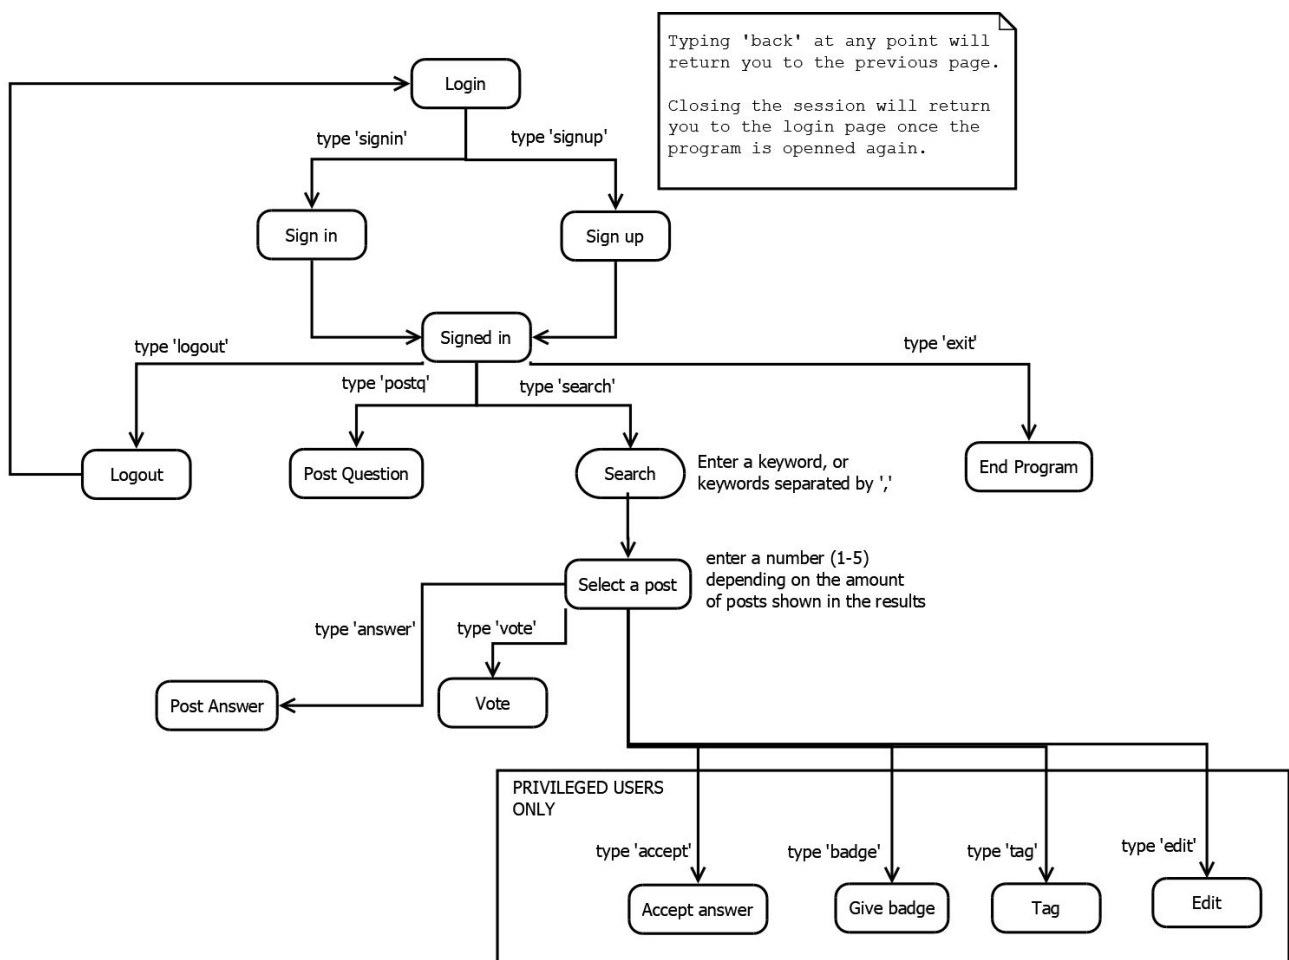 Typing 'back' at any point will
return you to the previous page.
Closing the session will return
you to the login page once the
program is openned again.
Login
type 'signin'
type 'signup'
Sign in
Sign up
Signed in
type 'logout'
type 'exit'
type 'postq'
type 'search'
Logout
Post Question
Search
Enter a keyword, or
keywords separated by ','
End Program
Select a post
enter a number (1-5)
depending on the amount
of posts shown in the results
type 'answer'
type 'vote'
Post Answer
Vote
PRIVILEGED USERS
ONLY
type 'accept'
type 'badge'
type 'tag'
type 'edit'
Accept answer
Give badge
Tag
Edit